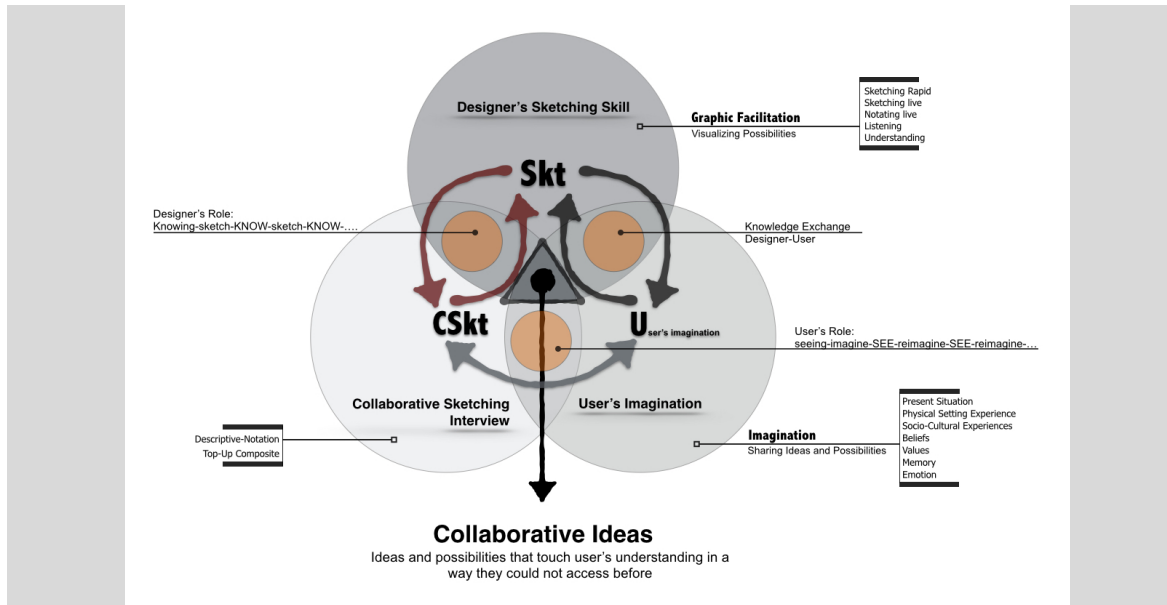 Designer's Sketching Skill
Graphic Facilitation
Visualizing Possibilities
Sketching Rapid
Sketching live
Notating live
Listening
Understanding
Skt
Designer's Role:
Knowing-sketch-KNOW-sketch-KNOW-....
Knowledge Exchange
Designer-User
CSkt
User's imagination
User's Role:
seeing-imagine-SEE-reimagine-SEE-reimagine-...
Collaborative Sketching
Interview
User's Imagination
Descriptive-Notation
Top-Up Composite
Imagination
Sharing Ideas and Possibilities
Present Situation
Physical Setting Experience
Socio-Cultural Experiences
Beliefs
Values
Memory
Emotion
Collaborative Ideas
Ideas and possibilities that touch user's understanding in a
way they could not access before